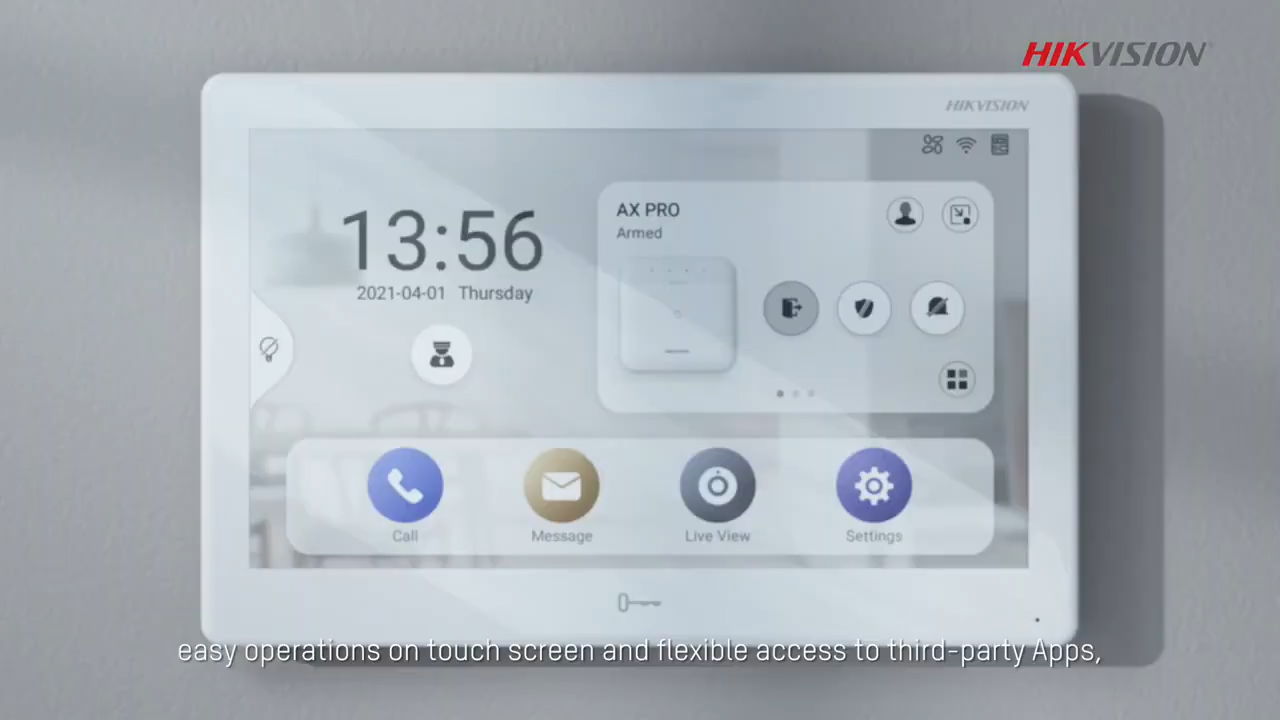 HIKVISION
HIKVISION
13:56
2021-04-01 Thursday
AX PRO
Armed
Call
Message
Live View
Settings
easy operations on touch screen and flexible access to third-party Apps,